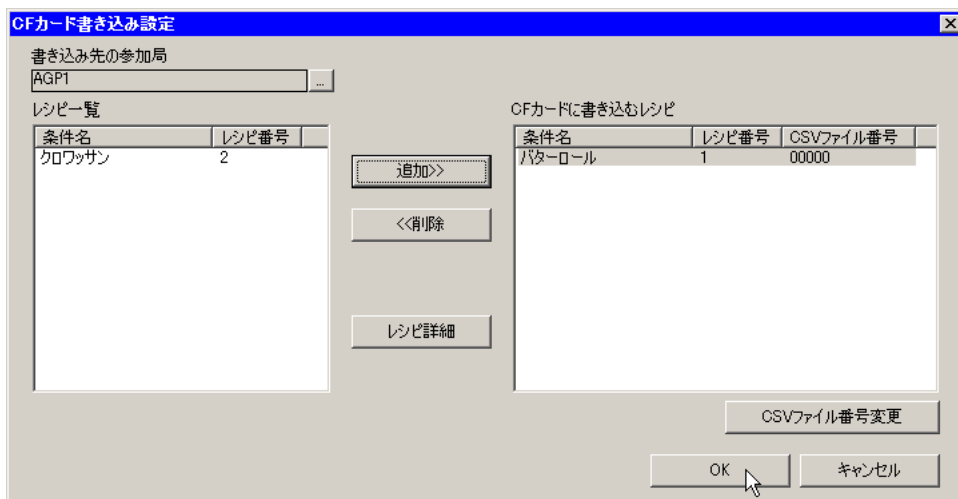 CFカード書き込み設定
書き込み先の参加局
AGP1
...
レシピ一覧
条件名 レシピ番号
クロワッサン 2
追加>>
<<削除
レシピ詳細
CFカードに書き込むレシピ
条件名 レシピ番号 CSVファイル番号
バターロール 1 00000
CSVファイル番号変更
OK キャンセル